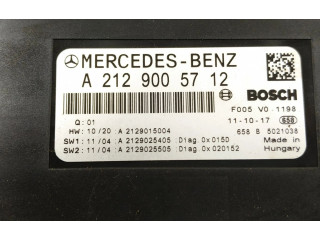 MERCEDES-BENZ
A 212 900 57 12
BOSCH
F005 V0 1198
Q: 01
11-10-17 658
HW: 10/20 : A 2129015004
658 B 5021038
SW1: 11/04 : A 2129025405 Diag. 0x0150
Made in
SW2: 11/04 : A 2129025505 Diag. 0x020152
Hungary